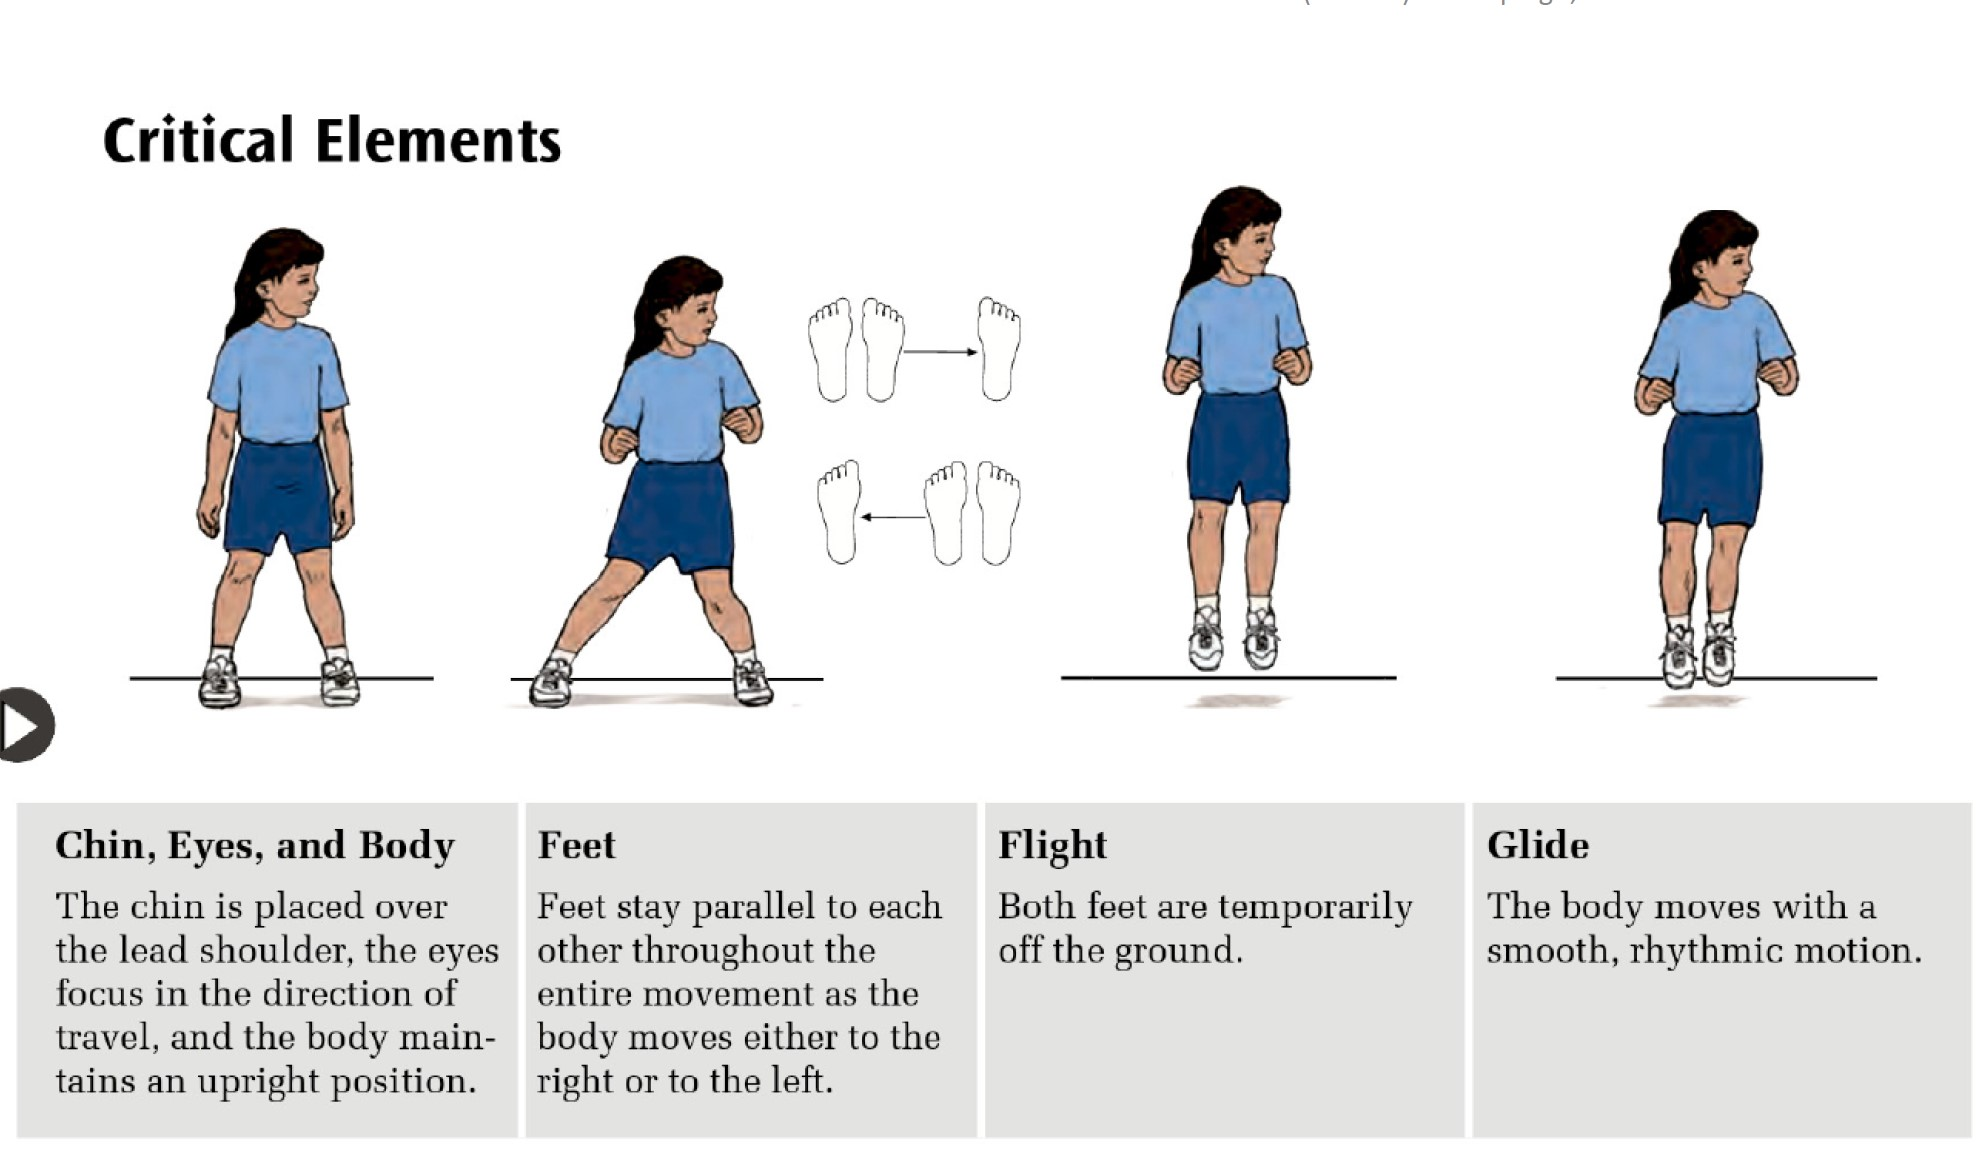 Critical Elements
Chin, Eyes, and Body
The chin is placed over
the lead shoulder, the eyes
focus in the direction of
travel, and the body main-
tains an upright position.
Feet
Feet stay parallel to each
other throughout the
entire movement as the
body moves either to the
right or to the left.
Flight
Both feet are temporarily
off the ground.
Glide
The body moves with a
smooth, rhythmic motion.